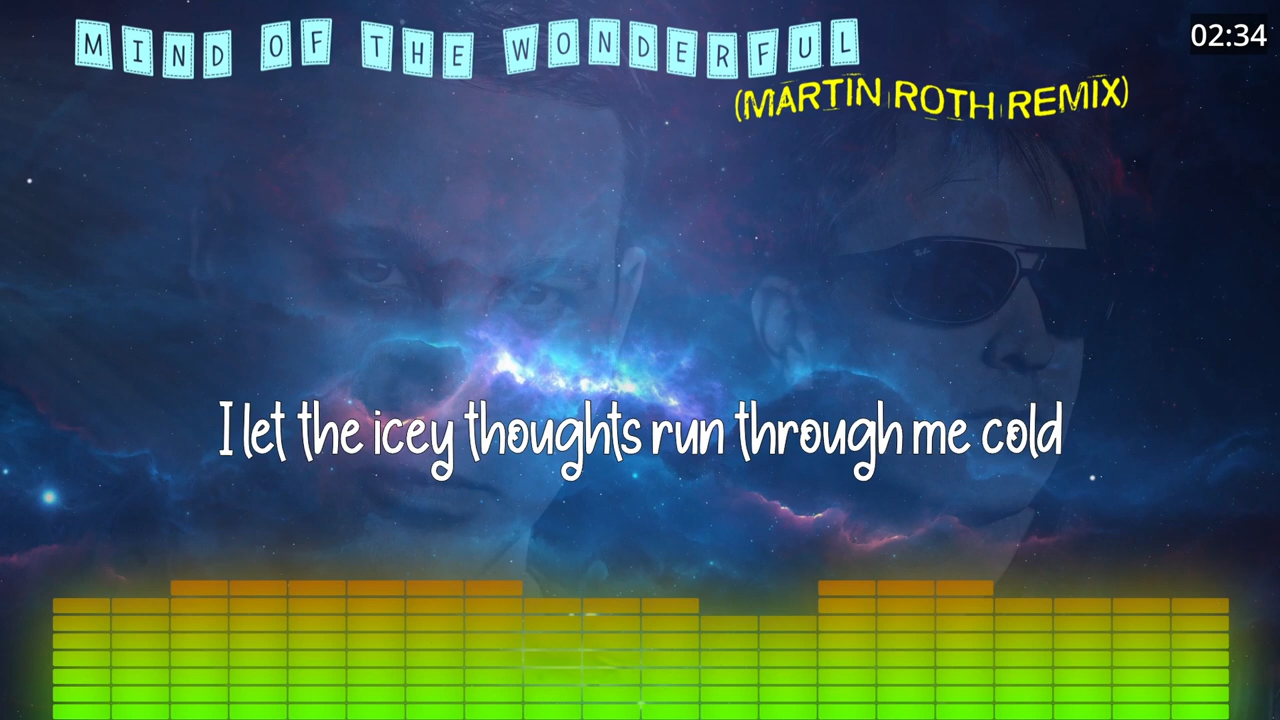 MIND OF THE WONDERFUL
02:34
(MARTIN ROTH REMIX)
I let the icey thoughts run through me cold